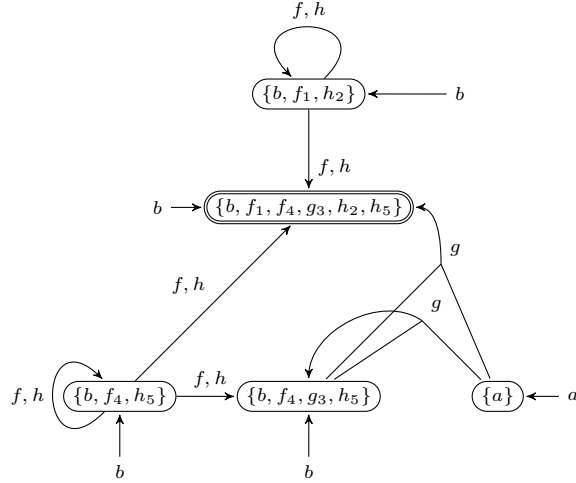 f, h
{b, f₁, h₂}
b
f, h
b
{b, f₁, f₄, g₃, h₂, h₅}
g
f, h
g
f, h
{b, f₄, h₅}
f, h
{b, f₄, g₃, h₅}
{a}
a
b
b